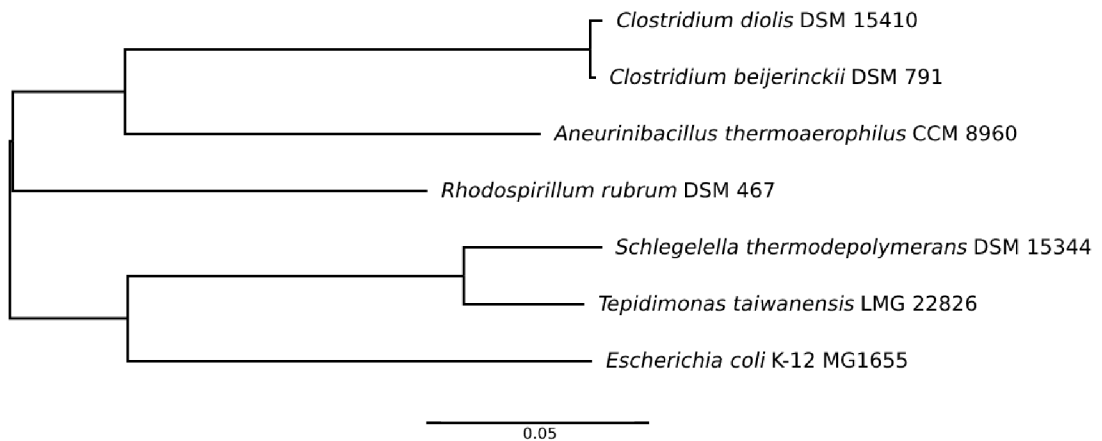 Clostridium diolis DSM 15410
Clostridium beijerinckii DSM 791
Aneurinibacillus thermoaerophilus CCM 8960
Rhodospirillum rubrum DSM 467
Schlegelella thermodepolymerans DSM 15344
Tepidimonas taiwanensis LMG 22826
Escherichia coli K-12 MG1655
0.05